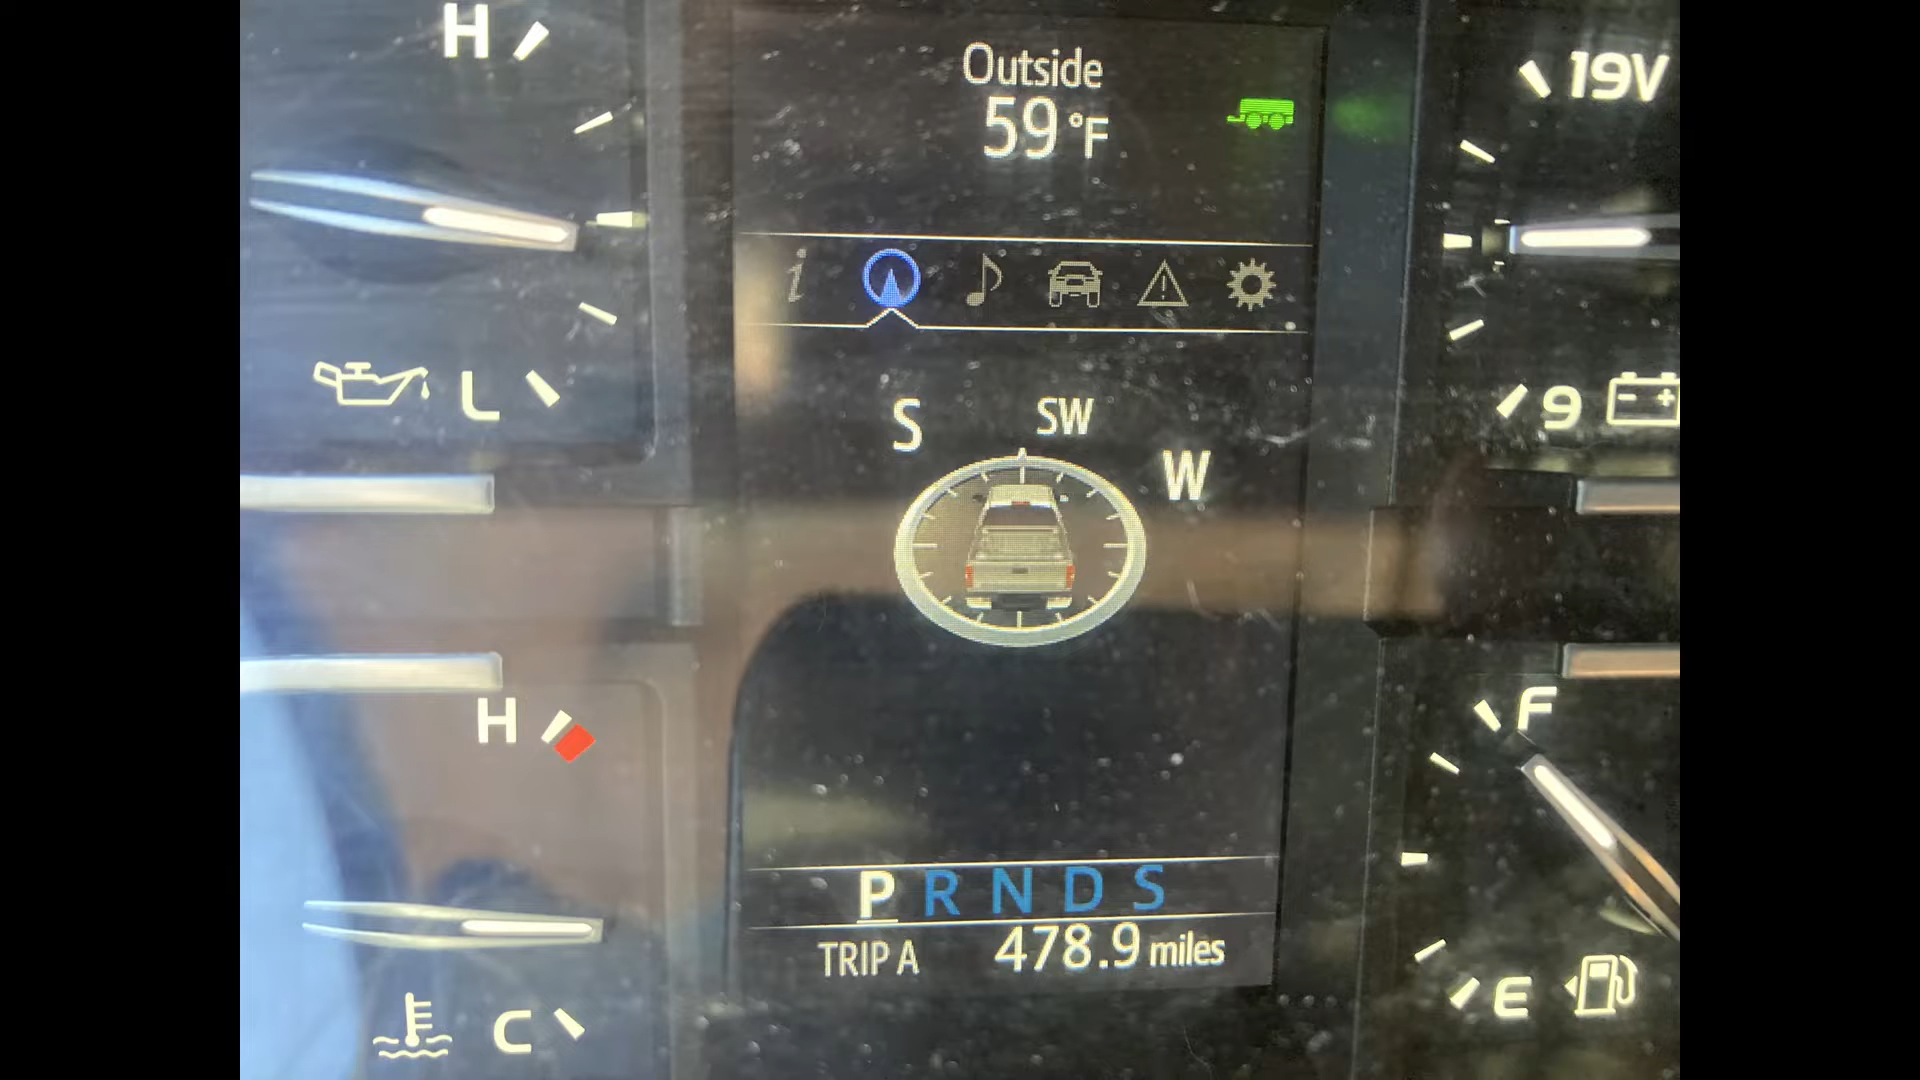 H
Outside
59 °F
19V
i
L
9
S SW W
H
F
P R N D S
TRIP A 478.9 miles
C
E